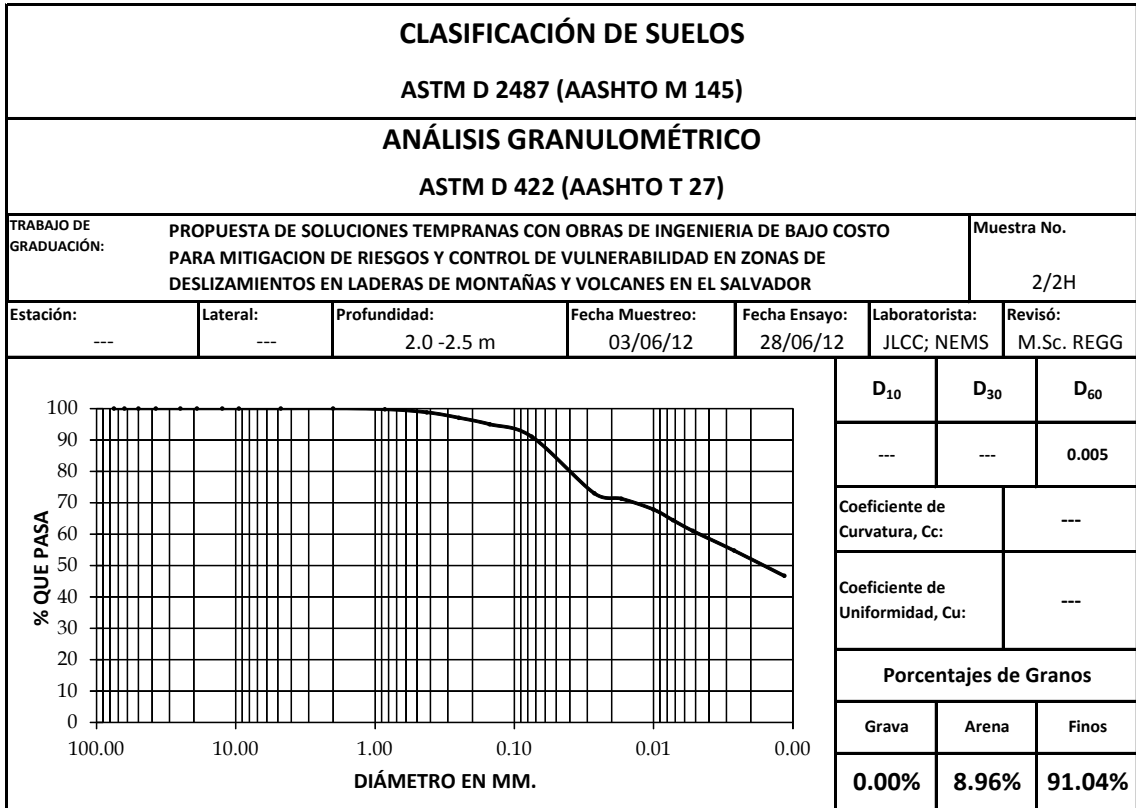 CLASIFICACIÓN DE SUELOS
ASTM D 2487 (AASHTO M 145)
ANÁLISIS GRANULOMÉTRICO
ASTM D 422 (AASHTO T 27)
TRABAJO DE
GRADUACIÓN:
PROPUESTA DE SOLUCIONES TEMPRANAS CON OBRAS DE INGENIERIA DE BAJO COSTO
PARA MITIGACION DE RIESGOS Y CONTROL DE VULNERABILIDAD EN ZONAS DE
DESLIZAMIENTOS EN LADERAS DE MONTAÑAS Y VOLCANES EN EL SALVADOR
Muestra No.
2/2H
Estación:
---
Lateral:
---
Profundidad:
2.0 -2.5 m
Fecha Muestreo:
03/06/12
Fecha Ensayo:
28/06/12
Laboratorista:
JLCC; NEMS
Revisó:
M.Sc. REGG
% QUE PASA
100
90
80
70
60
50
40
30
20
10
0
100.00 10.00 1.00 0.10 0.01 0.00
DIÁMETRO EN MM.
D10 D30 D60
--- --- 0.005
Coeficiente de
Curvatura, Cc:
---
Coeficiente de
Uniformidad, Cu:
---
Porcentajes de Granos
Grava Arena Finos
0.00% 8.96% 91.04%